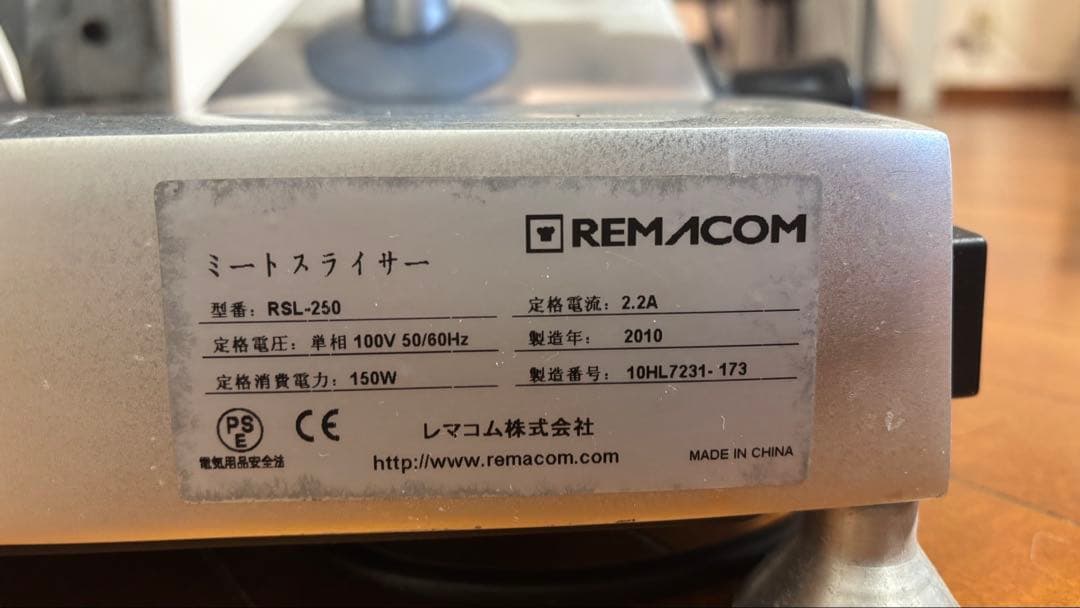 REMACOM
ミートスライサー
型番: RSL-250
定格電流: 2.2A
定格電圧: 単相 100V 50/60Hz
製造年: 2010
定格消費電力: 150W
製造番号: 10HL7231- 173
PS
E
CE
レマコム株式会社
電気用品安全法
http://www.remacom.com
MADE IN CHINA